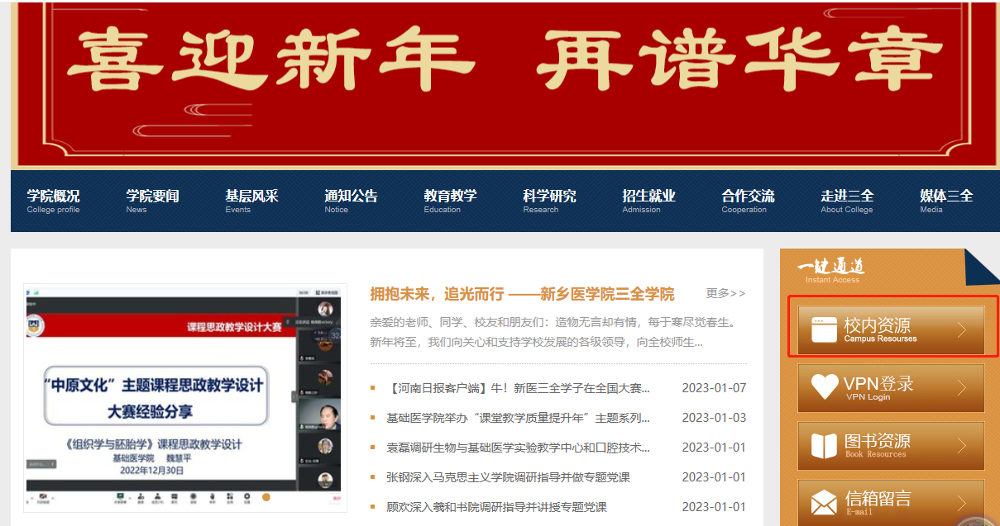 喜迎新年 再谱华章
学院概况 学院要闻 基层风采 通知公告 教育教学 科学研究 招生就业 合作交流 走进三全 媒体三全
College profile News Events Notice Education Research Admission Cooperation About College Media
课程思政教学设计大赛
“中原文化”主题课程思政教学设计
大赛经验分享
《组织学与胚胎学》课程思政教学设计
基础医学院 魏慧平
2022年12月30日
拥抱未来，追光而行 ——新乡医学院三全学院 更多>>
亲爱的老师、同学、校友和朋友们：造物无言却有情，每于寒尽觉春生。
新年将至，我们向关心和支持学校发展的各级领导，向全校师生...
【河南日报客户端】牛！新医三全学子在全国大赛... 2023-01-07
基础医学院举办“课堂教学质量提升年”主题系列... 2023-01-03
袁磊调研生物与基础医学实验教学中心和口腔技术... 2023-01-01
张钢深入马克思主义学院调研指导并做专题党课 2023-01-01
顾欢深入羲和书院调研指导并讲授专题党课 2023-01-01
一键通道
Instant Access
校内资源
Campus Resourses
VPN登录
VPN Login
图书资源
Book Resources
信箱留言
E-mail